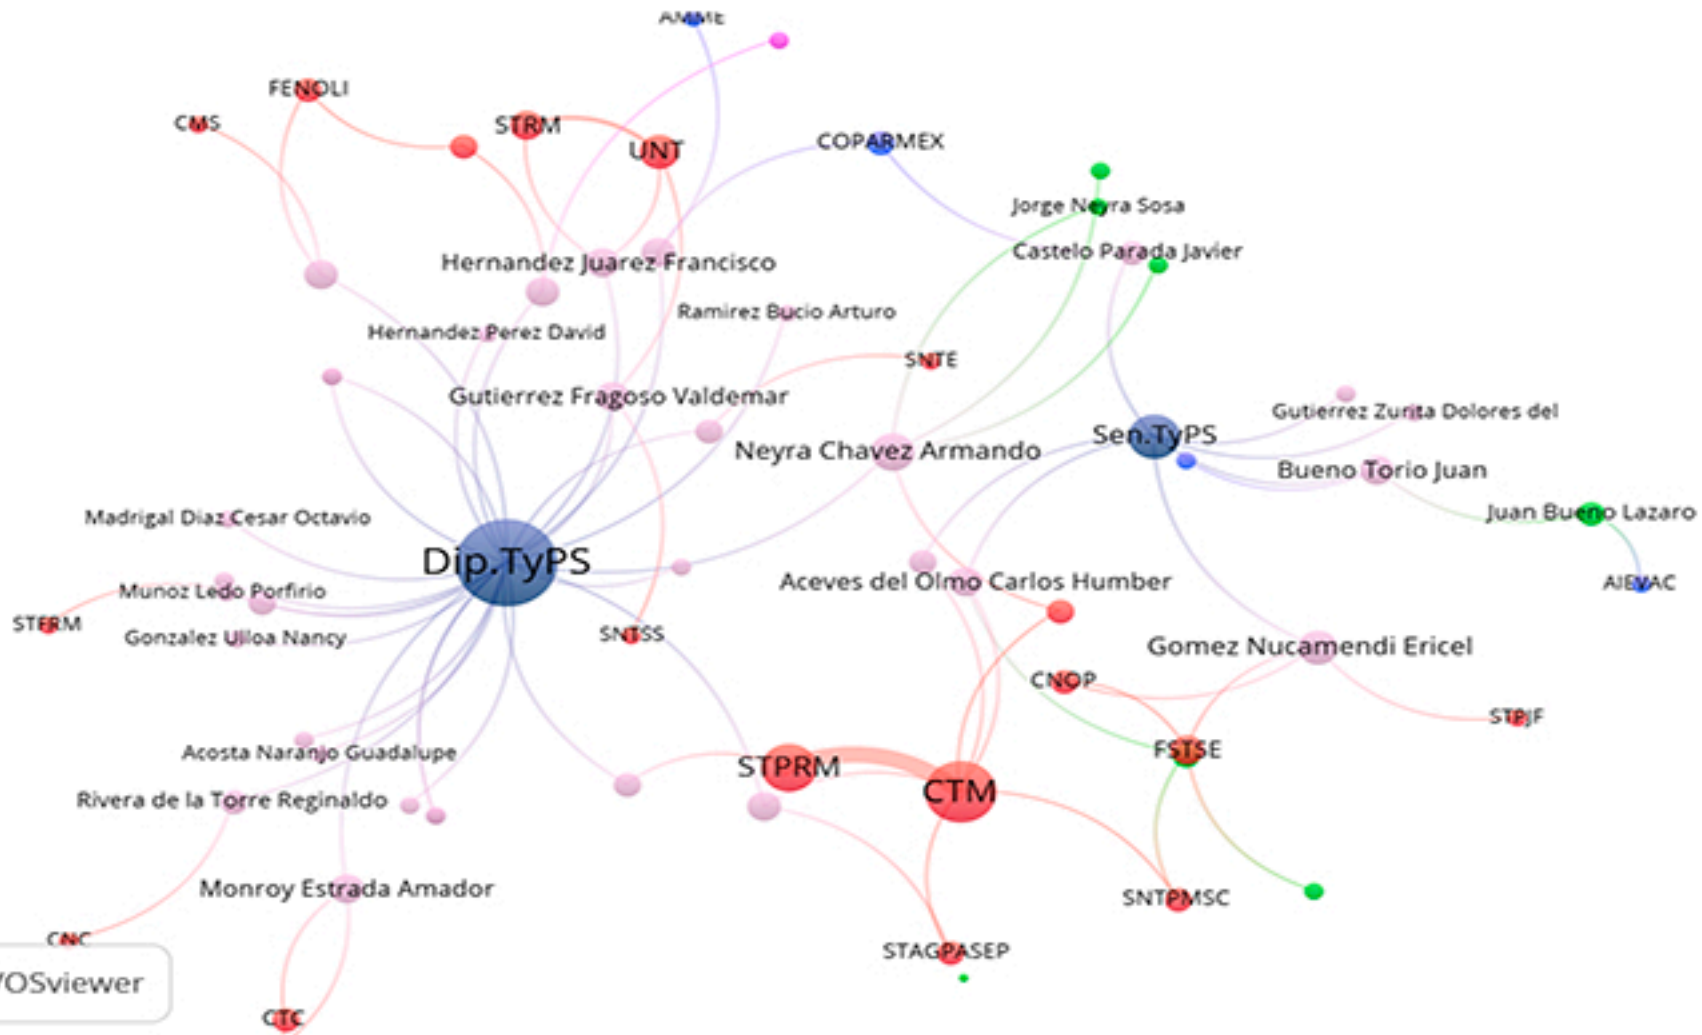 AMME
FENOLI
CMS
STRM
UNT
COPARMEX
Jorge Neyra Sosa
Castelo Parada Javier
Hernandez Juarez Francisco
Ramirez Bucio Arturo
Hernandez Perez David
SNTE
Gutierrez Fragoso Valdemar
Gutierrez Zurita Dolores del
Sen.TyPS
Neyra Chavez Armando
Bueno Torio Juan
Juan Bueno Lazaro
Madrigal Diaz Cesar Octavio
Dip.TyPS
Aceves del Olmo Carlos Humber
AIEVAC
Munoz Ledo Porfirio
STFRM
SNTSS
Gonzalez Ulloa Nancy
Gomez Nucamendi Ericel
CNOP
STPJF
Acosta Naranjo Guadalupe
FSTSE
STPRM
CTM
Rivera de la Torre Reginaldo
Monroy Estrada Amador
SNTPMSC
CNC
STAGPASEP
VOSviewer
CTC